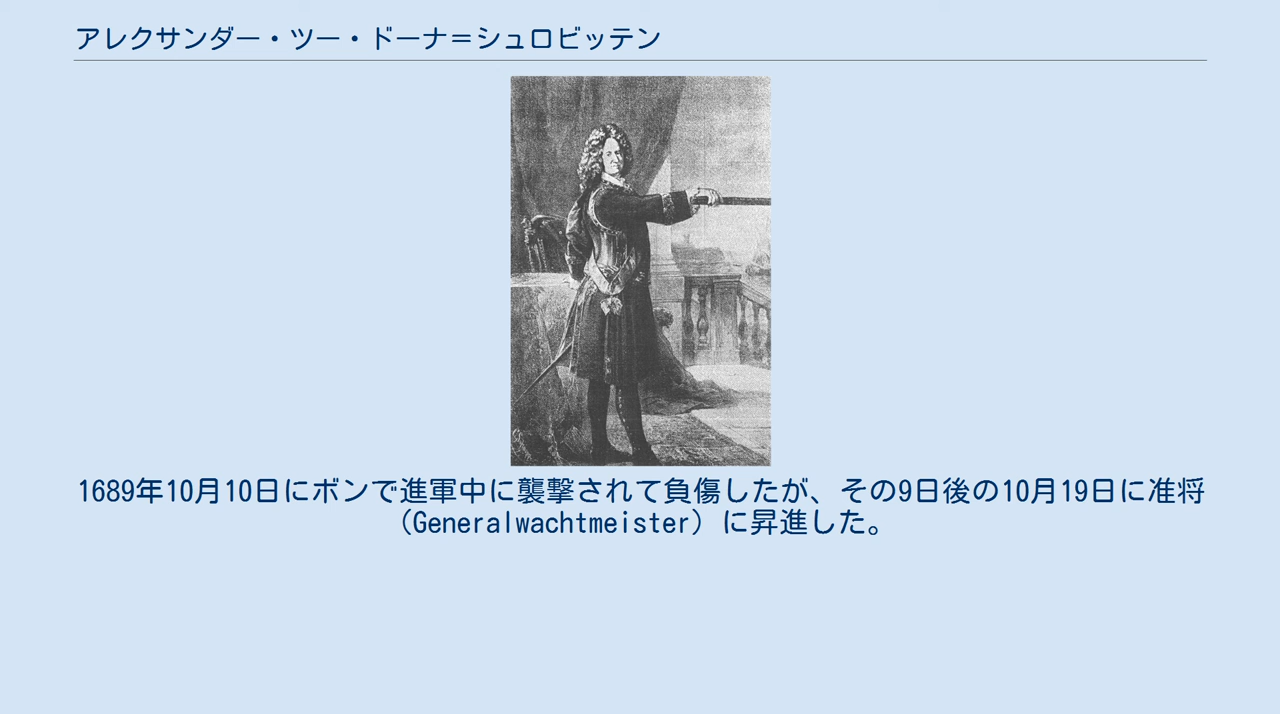 アレクサンダー・ツー・ドーナ＝シュロビッテン
1689年10月10日にボンで進軍中に襲撃されて負傷したが、その9日後の10月19日に准将
（Generalwachtmeister）に昇進した。